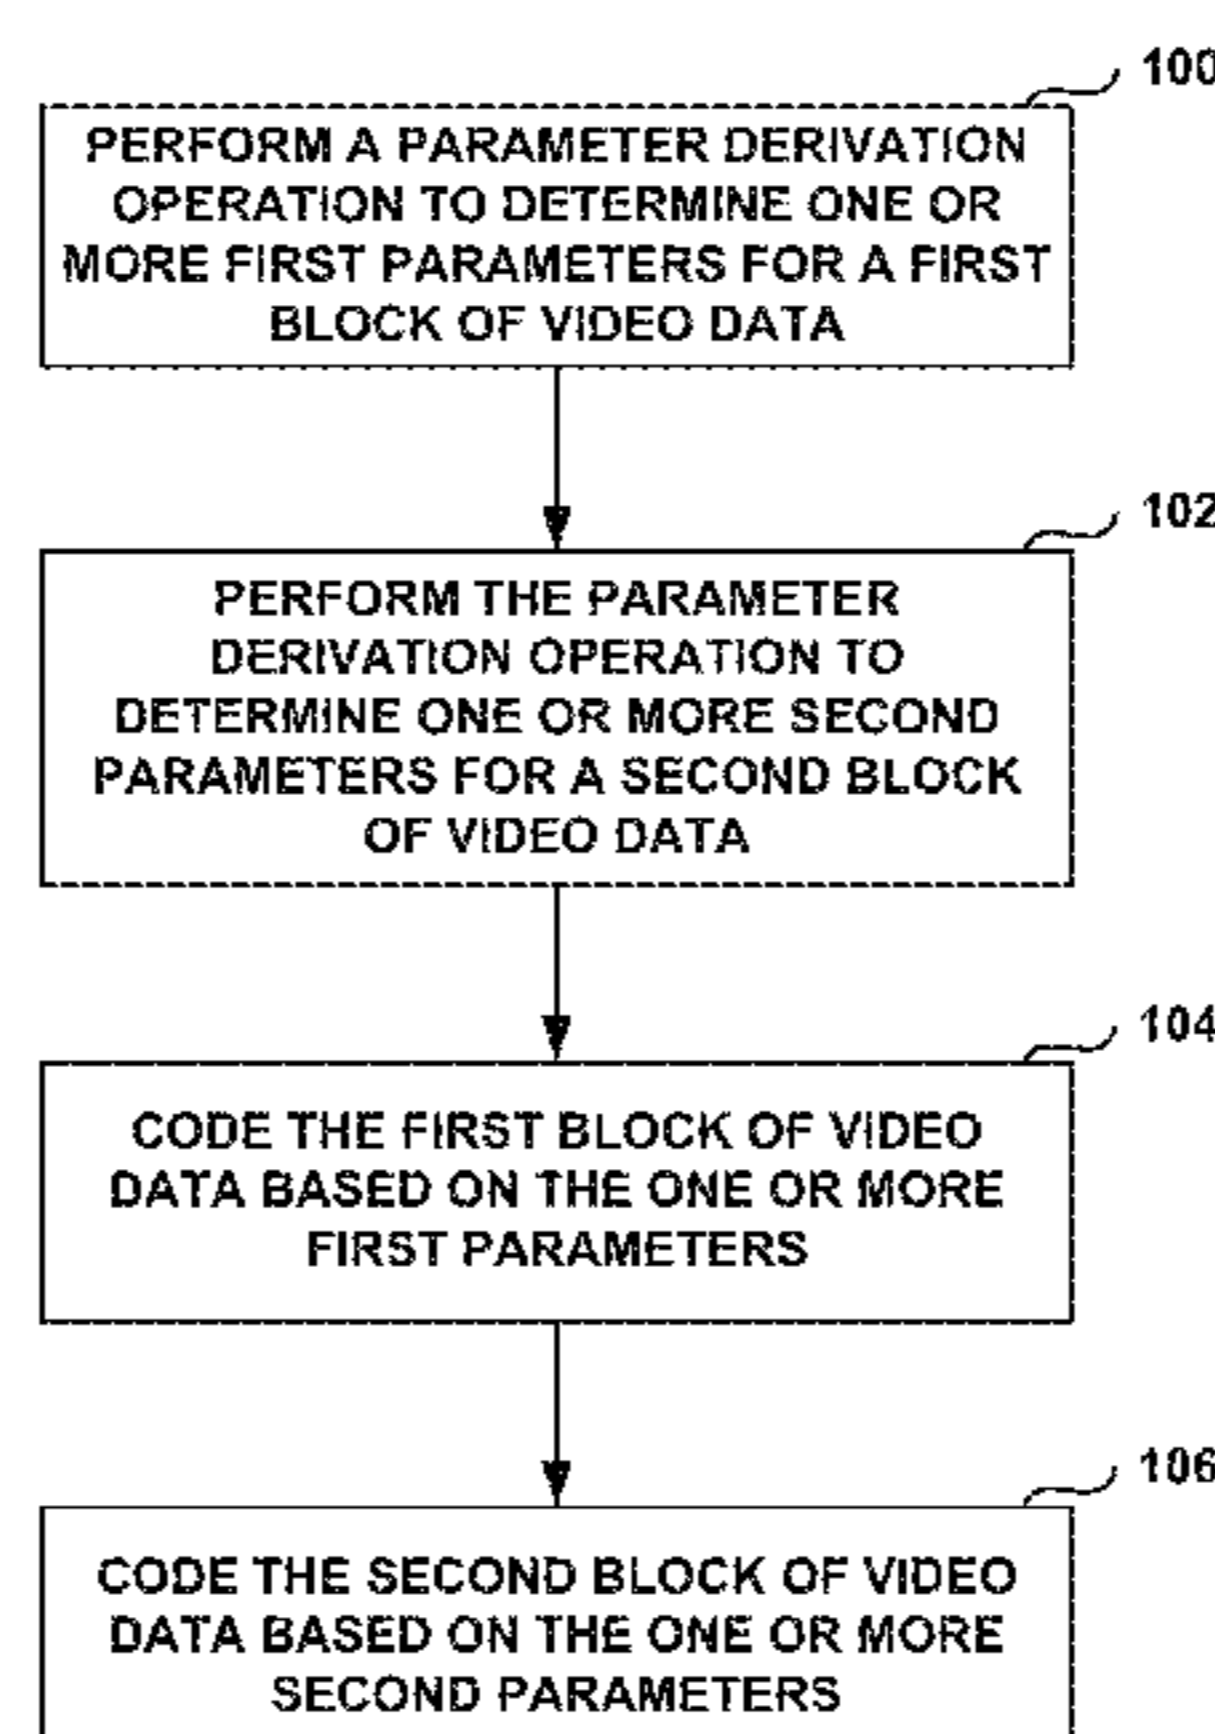 100
PERFORM A PARAMETER DERIVATION
OPERATION TO DETERMINE ONE OR
MORE FIRST PARAMETERS FOR A FIRST
BLOCK OF VIDEO DATA
102
PERFORM THE PARAMETER
DERIVATION OPERATION TO
DETERMINE ONE OR MORE SECOND
PARAMETERS FOR A SECOND BLOCK
OF VIDEO DATA
104
CODE THE FIRST BLOCK OF VIDEO
DATA BASED ON THE ONE OR MORE
FIRST PARAMETERS
106
CODE THE SECOND BLOCK OF VIDEO
DATA BASED ON THE ONE OR MORE
SECOND PARAMETERS